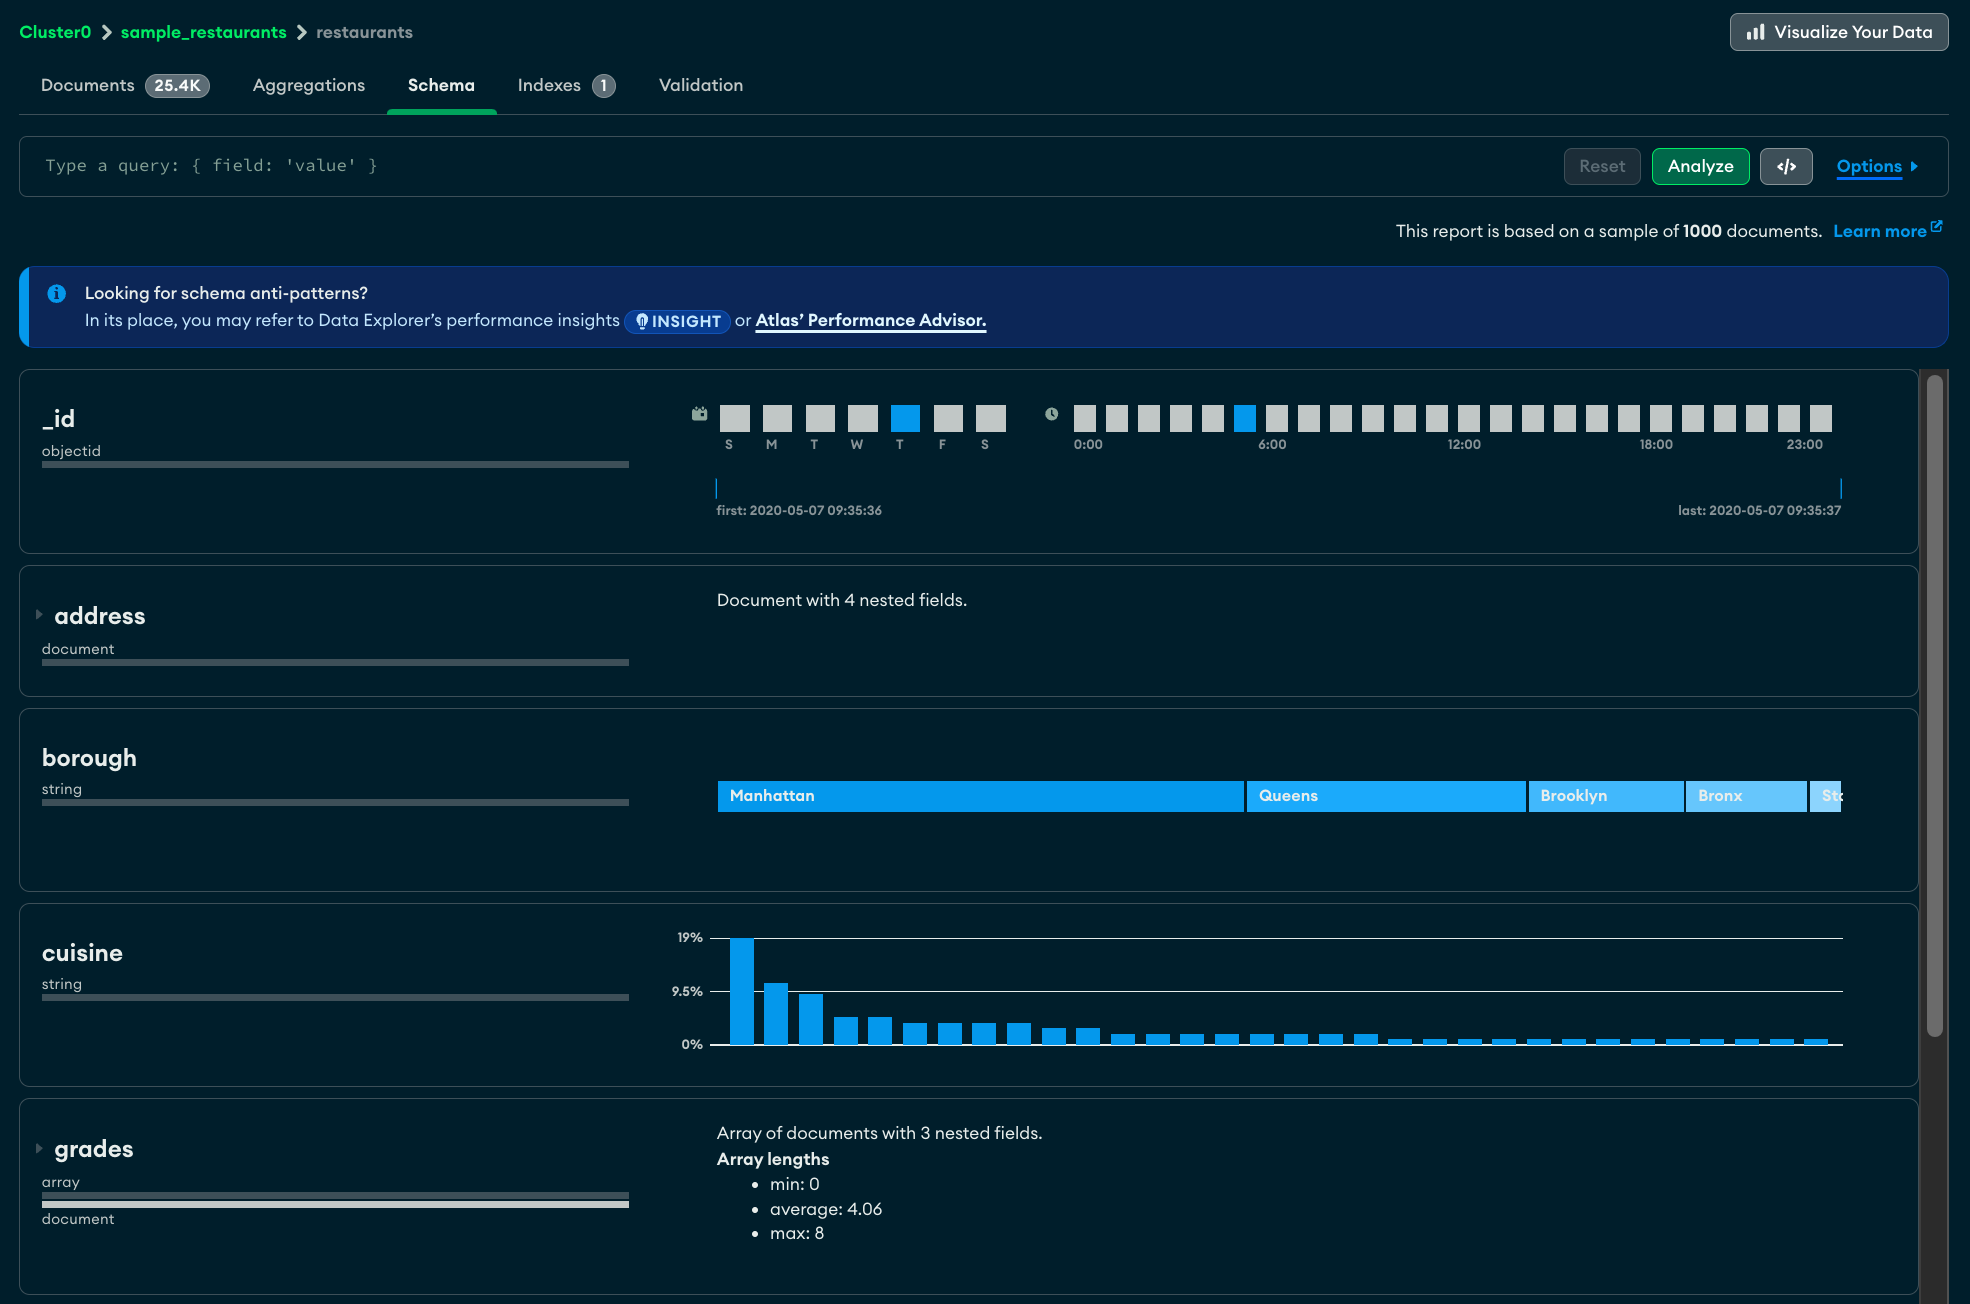 Cluster0 > sample_restaurants > restaurants
Visualize Your Data
Documents 25.4K Aggregations Schema Indexes 1 Validation
Type a query: { field: 'value' }
Reset Analyze </> Options
This report is based on a sample of 1000 documents. Learn more
Looking for schema anti-patterns?
In its place, you may refer to Data Explorer’s performance insights INSIGHT or Atlas’ Performance Advisor.
_id
objectid
S M T W T F S
0:00 6:00 12:00 18:00 23:00
first: 2020-05-07 09:35:36
last: 2020-05-07 09:35:37
address
document
Document with 4 nested fields.
borough
string
Manhattan Queens Brooklyn Bronx
cuisine
string
19%
9.5%
0%
grades
array
document
Array of documents with 3 nested fields.
Array lengths
• min: 0
• average: 4.06
• max: 8